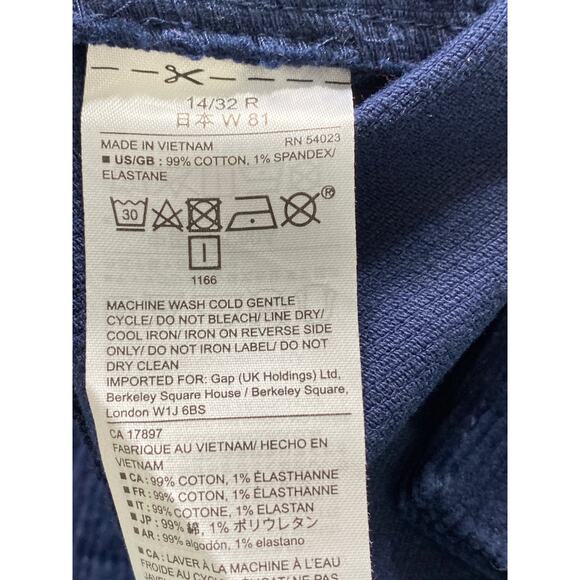 14/32 R
日本 W 81
MADE IN VIETNAM RN 54023
■ US/GB : 99% COTTON, 1% SPANDEX/
ELASTANE
30
®
1166
MACHINE WASH COLD GENTLE
CYCLE/ DO NOT BLEACH/ LINE DRY/
COOL IRON/ IRON ON REVERSE SIDE
ONLY/ DO NOT IRON LABEL/ DO NOT
DRY CLEAN
IMPORTED FOR: Gap (UK Holdings) Ltd,
Berkeley Square House / Berkeley Square,
London W1J 6BS
CA 17897
FABRIQUE AU VIETNAM/ HECHO EN
VIETNAM
■ CA : 99% COTON, 1% ÉLASTHANNE
■ FR : 99% COTON, 1% ÉLASTHANNE
■ IT : 99% COTONE, 1% ELASTAN
■ JP : 99% 綿, 1% ポリウレタン
■ AR: 99% algodón, 1% elastano
■ CA : LAVER À LA MACHINE À L'EAU
FROIDE AU CYCLE